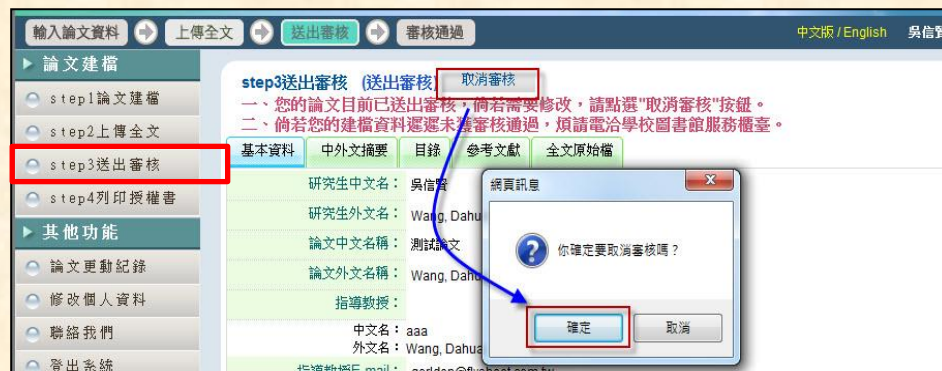 輸入論文資料 上傳全文 送出審核 審核通過 中文版 / English 吳信賢
論文建檔
step1論文建檔
step2上傳全文
step3送出審核
step4列印授權書
其他功能
論文更動紀錄
修改個人資料
聯絡我們
登出系統
step3送出審核 (送出審核) 取消審核
一、您的論文目前已送出審核，倘若需要修改，請點選"取消審核"按鈕。
二、倘若您的建檔資料遲遲未獲審核通過，煩請電洽學校圖書館服務櫃臺。
基本資料 中外文摘要 目錄 參考文獻 全文原始檔
研究生中文名： 吳信賢
研究生外文名： Wang, Dahu
論文中文名稱： 測試論文
論文外文名稱： Wang, Dahu
指導教授：
中文名： aaa
外文名： Wang, Dahua
指導教授E-mail：
網頁訊息
你確定要取消審核嗎？
確定 取消